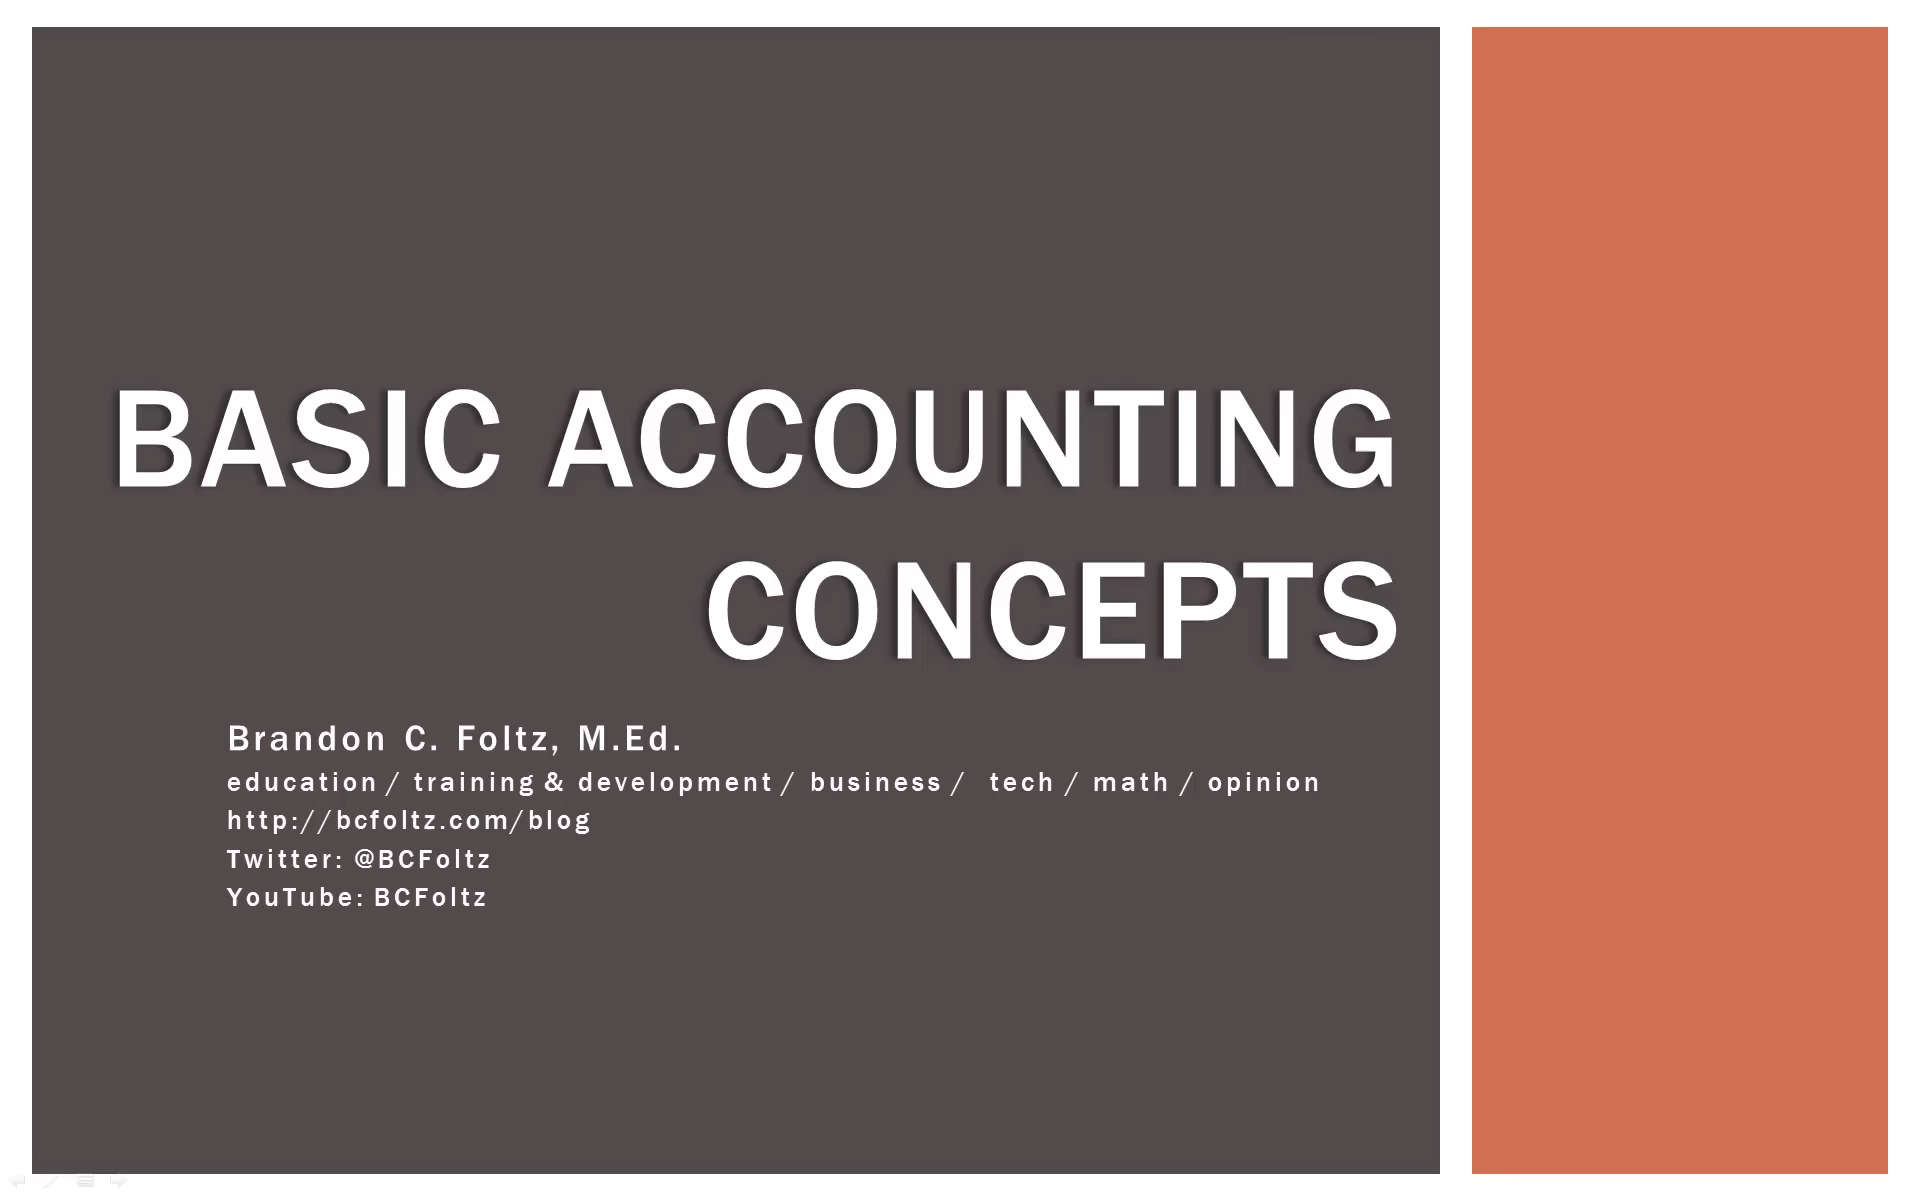 BASIC ACCOUNTING
CONCEPTS
Brandon C. Foltz, M.Ed.
education / training & development / business /  tech / math / opinion
http://bcfoltz.com/blog
Twitter: @BCFoltz
YouTube: BCFoltz